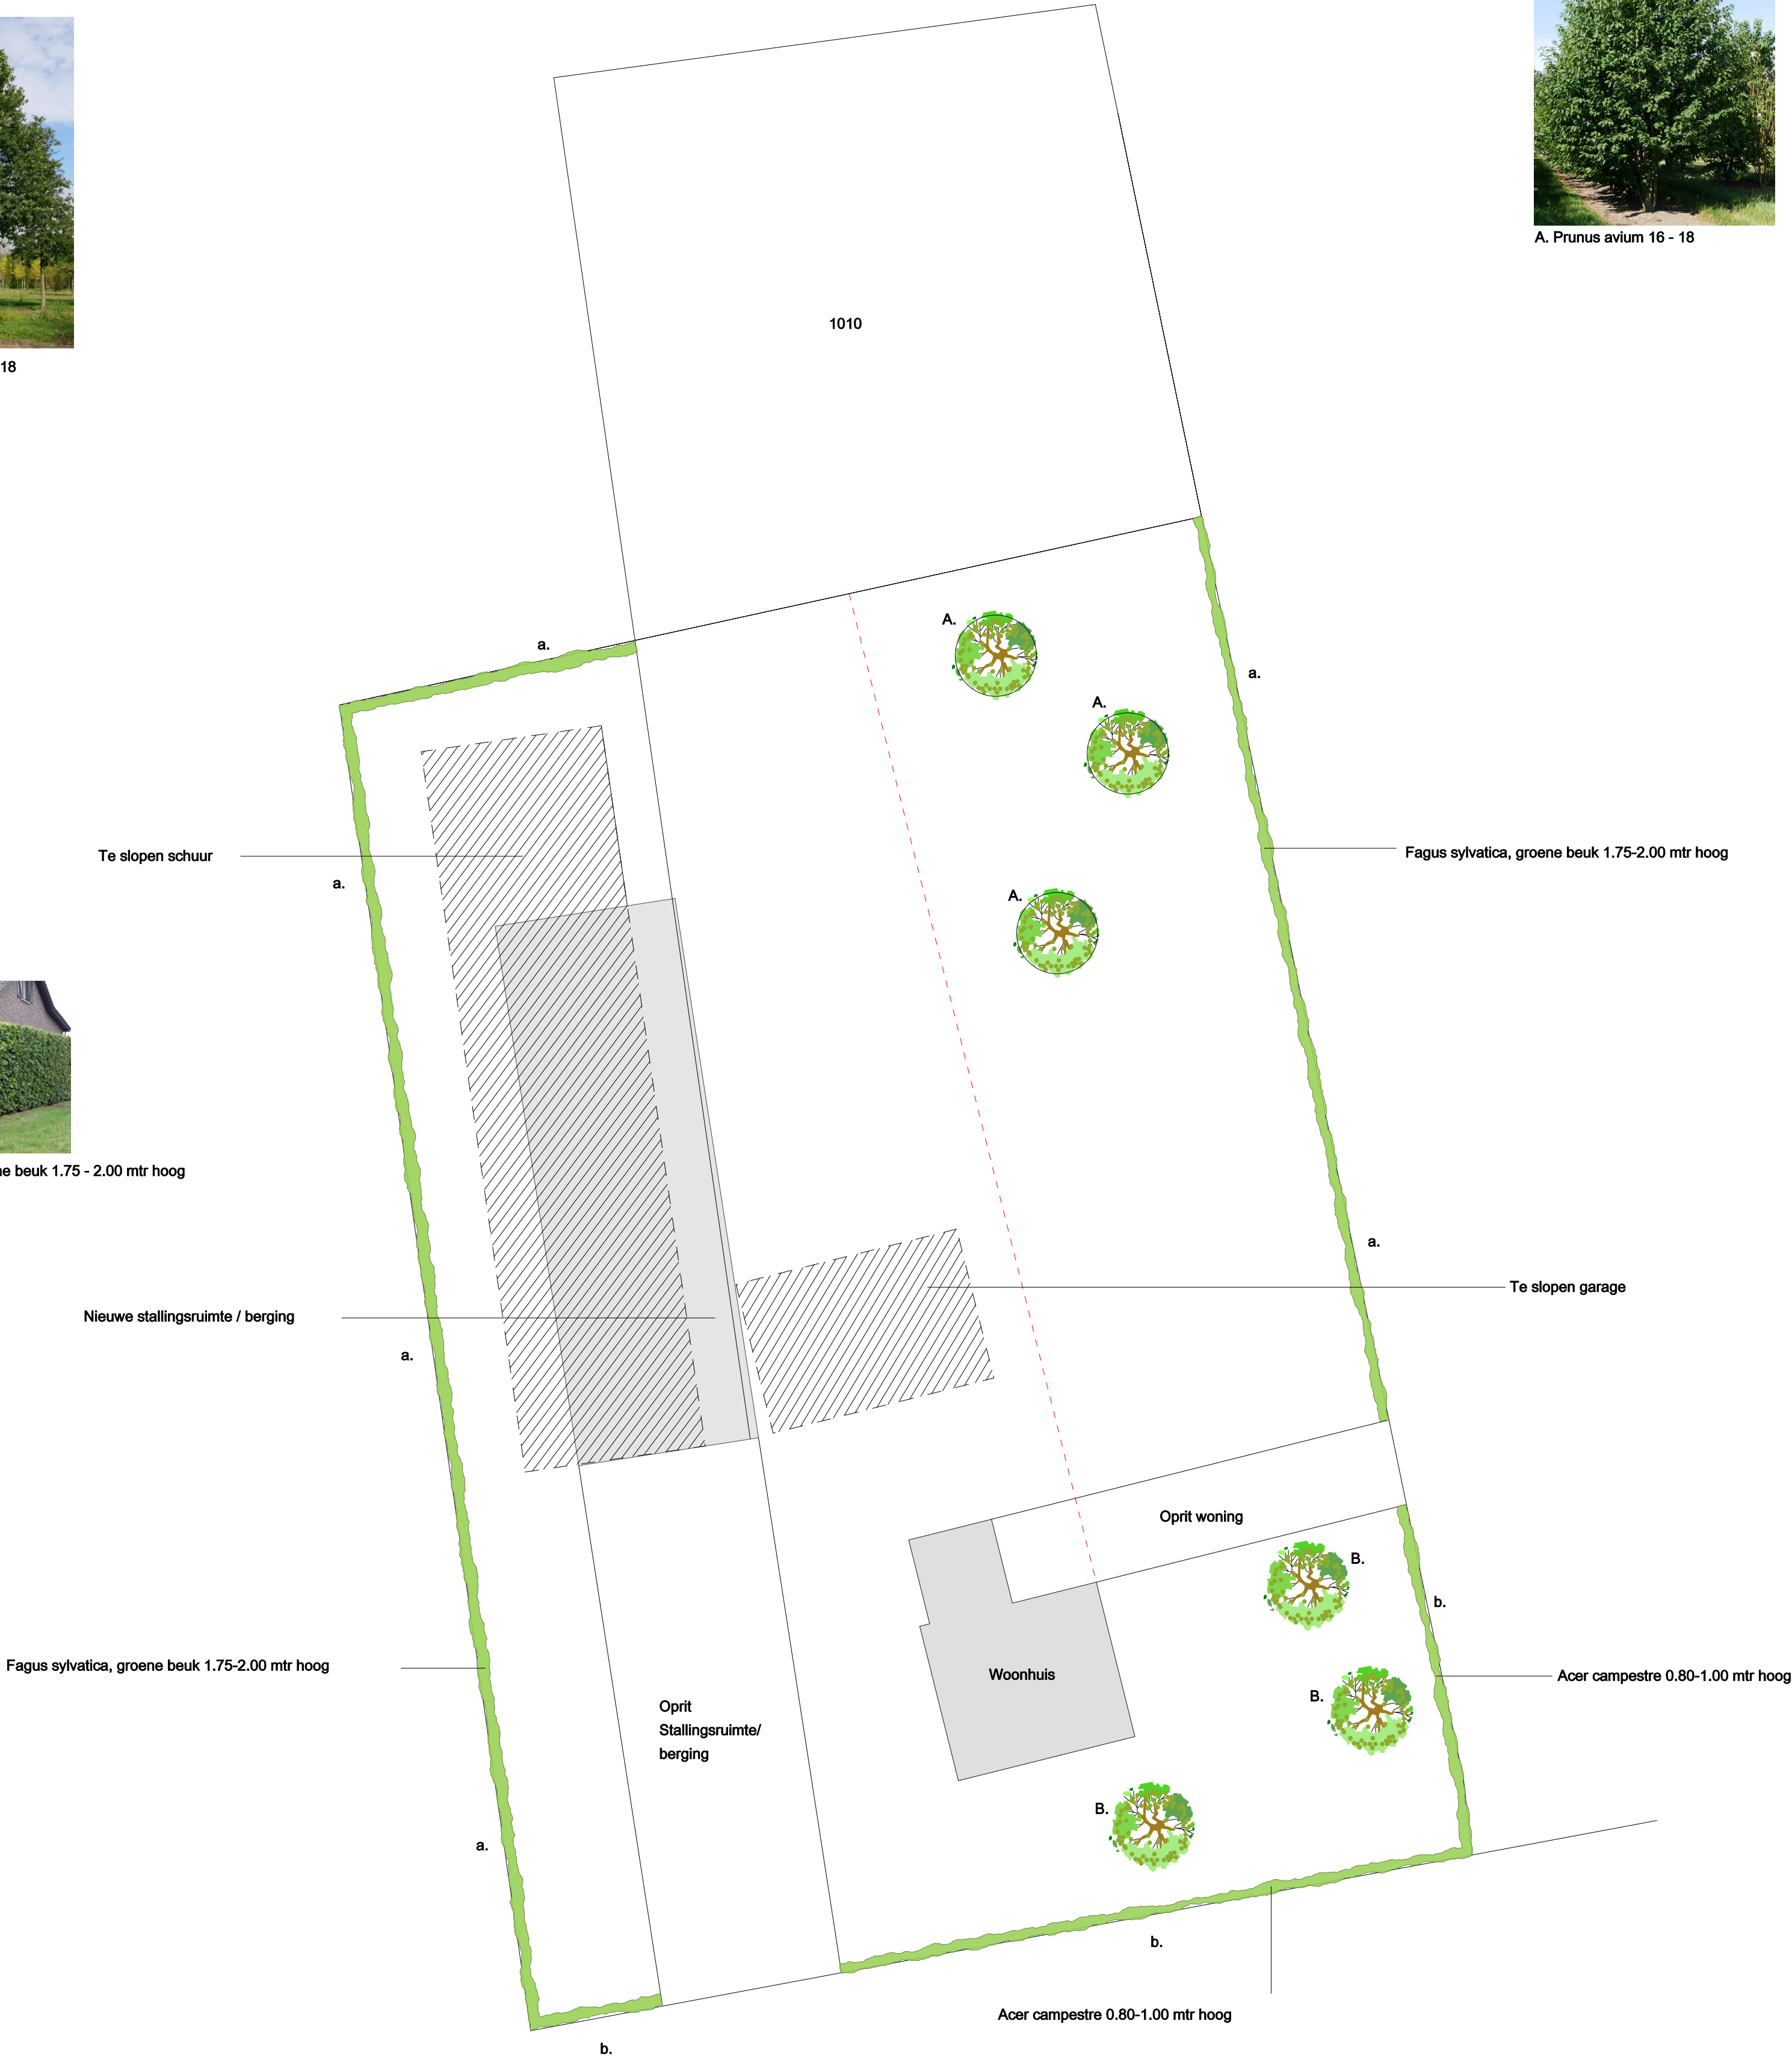 A. Prunus avium 16 - 18
1010
18
a.
A.
a.
A.
Te slopen schuur
a.
A.
Fagus sylvatica, groene beuk 1.75-2.00 mtr hoog
beuk 1.75 - 2.00 mtr hoog
a.
Te slopen garage
Nieuwe stallingsruimte / berging
a.
Oprit woning
B.
b.
Fagus sylvatica, groene beuk 1.75-2.00 mtr hoog
Woonhuis
Acer campestre 0.80-1.00 mtr hoog
B.
Oprit
Stallingsruimte/
berging
B.
a.
b.
Acer campestre 0.80-1.00 mtr hoog
b.